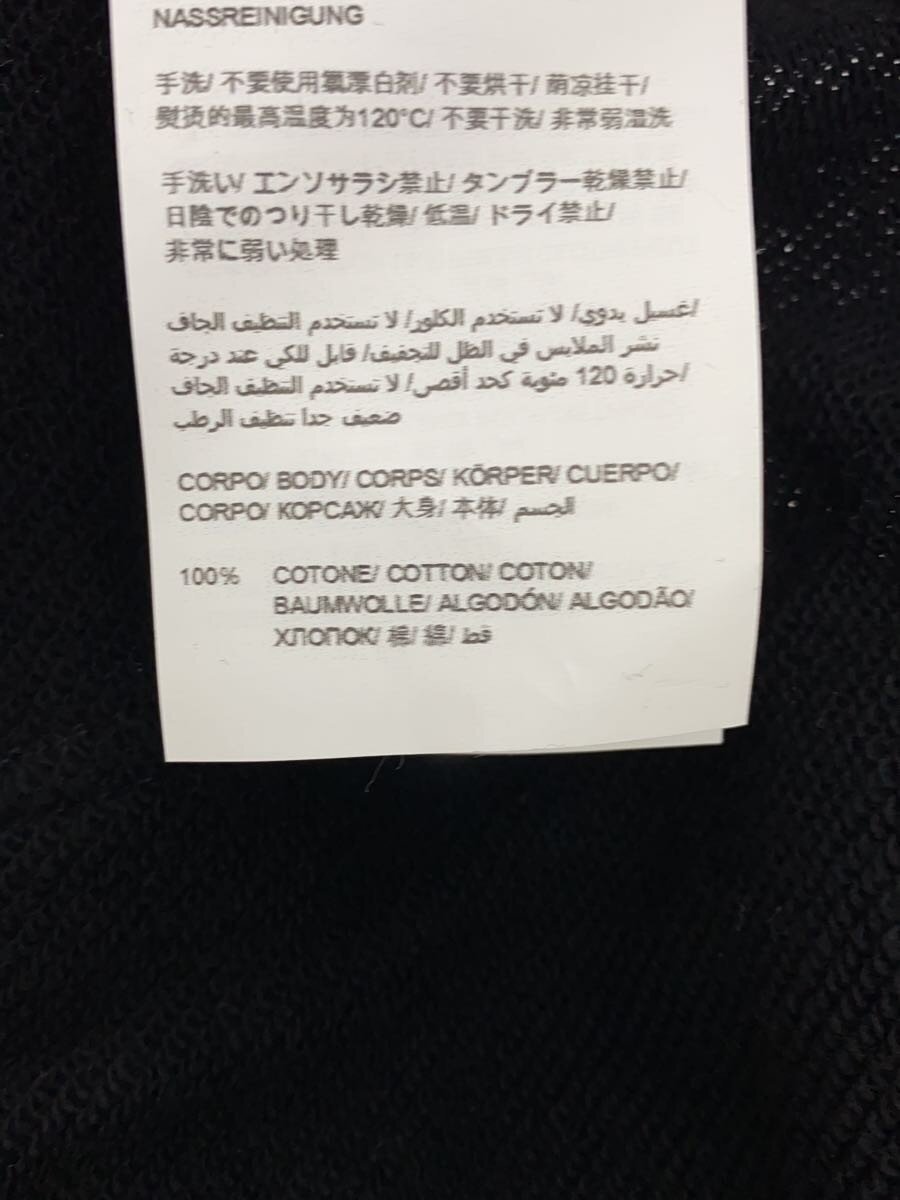 NASSREINIGUNG
手洗/ 不要使用氯漂白剂/ 不要烘干/ 荫凉挂干/
熨烫的最高温度为120°C/ 不要干洗/ 非常弱湿洗
手洗い/ エンソサラシ禁止/ タンブラー乾燥禁止/
日陰でのつり干し乾燥/ 低温/ ドライ禁止/
非常に弱い処理
غسيل يدوي/ لا تستخدم الكلور/ لا تستخدم التنظيف الجاف/
نشر الملابس في الظل للتجفيف/ قابل للكي عند درجة
حرارة 120 مئوية كحد أقصى/ لا تستخدم التنظيف الجاف/
ضعيف جدا تنظيف الرطب
CORPO/ BODY/ CORPS/ KÖRPER/ CUERPO/
CORPO/ КОРСАЖ/ 大身/ 本体/ الجسم
100% COTONE/ COTTON/ COTON/
BAUMWOLLE/ ALGODÓN/ ALGODÃO/
ХЛОПОК/ 棉/ 綿/ قط